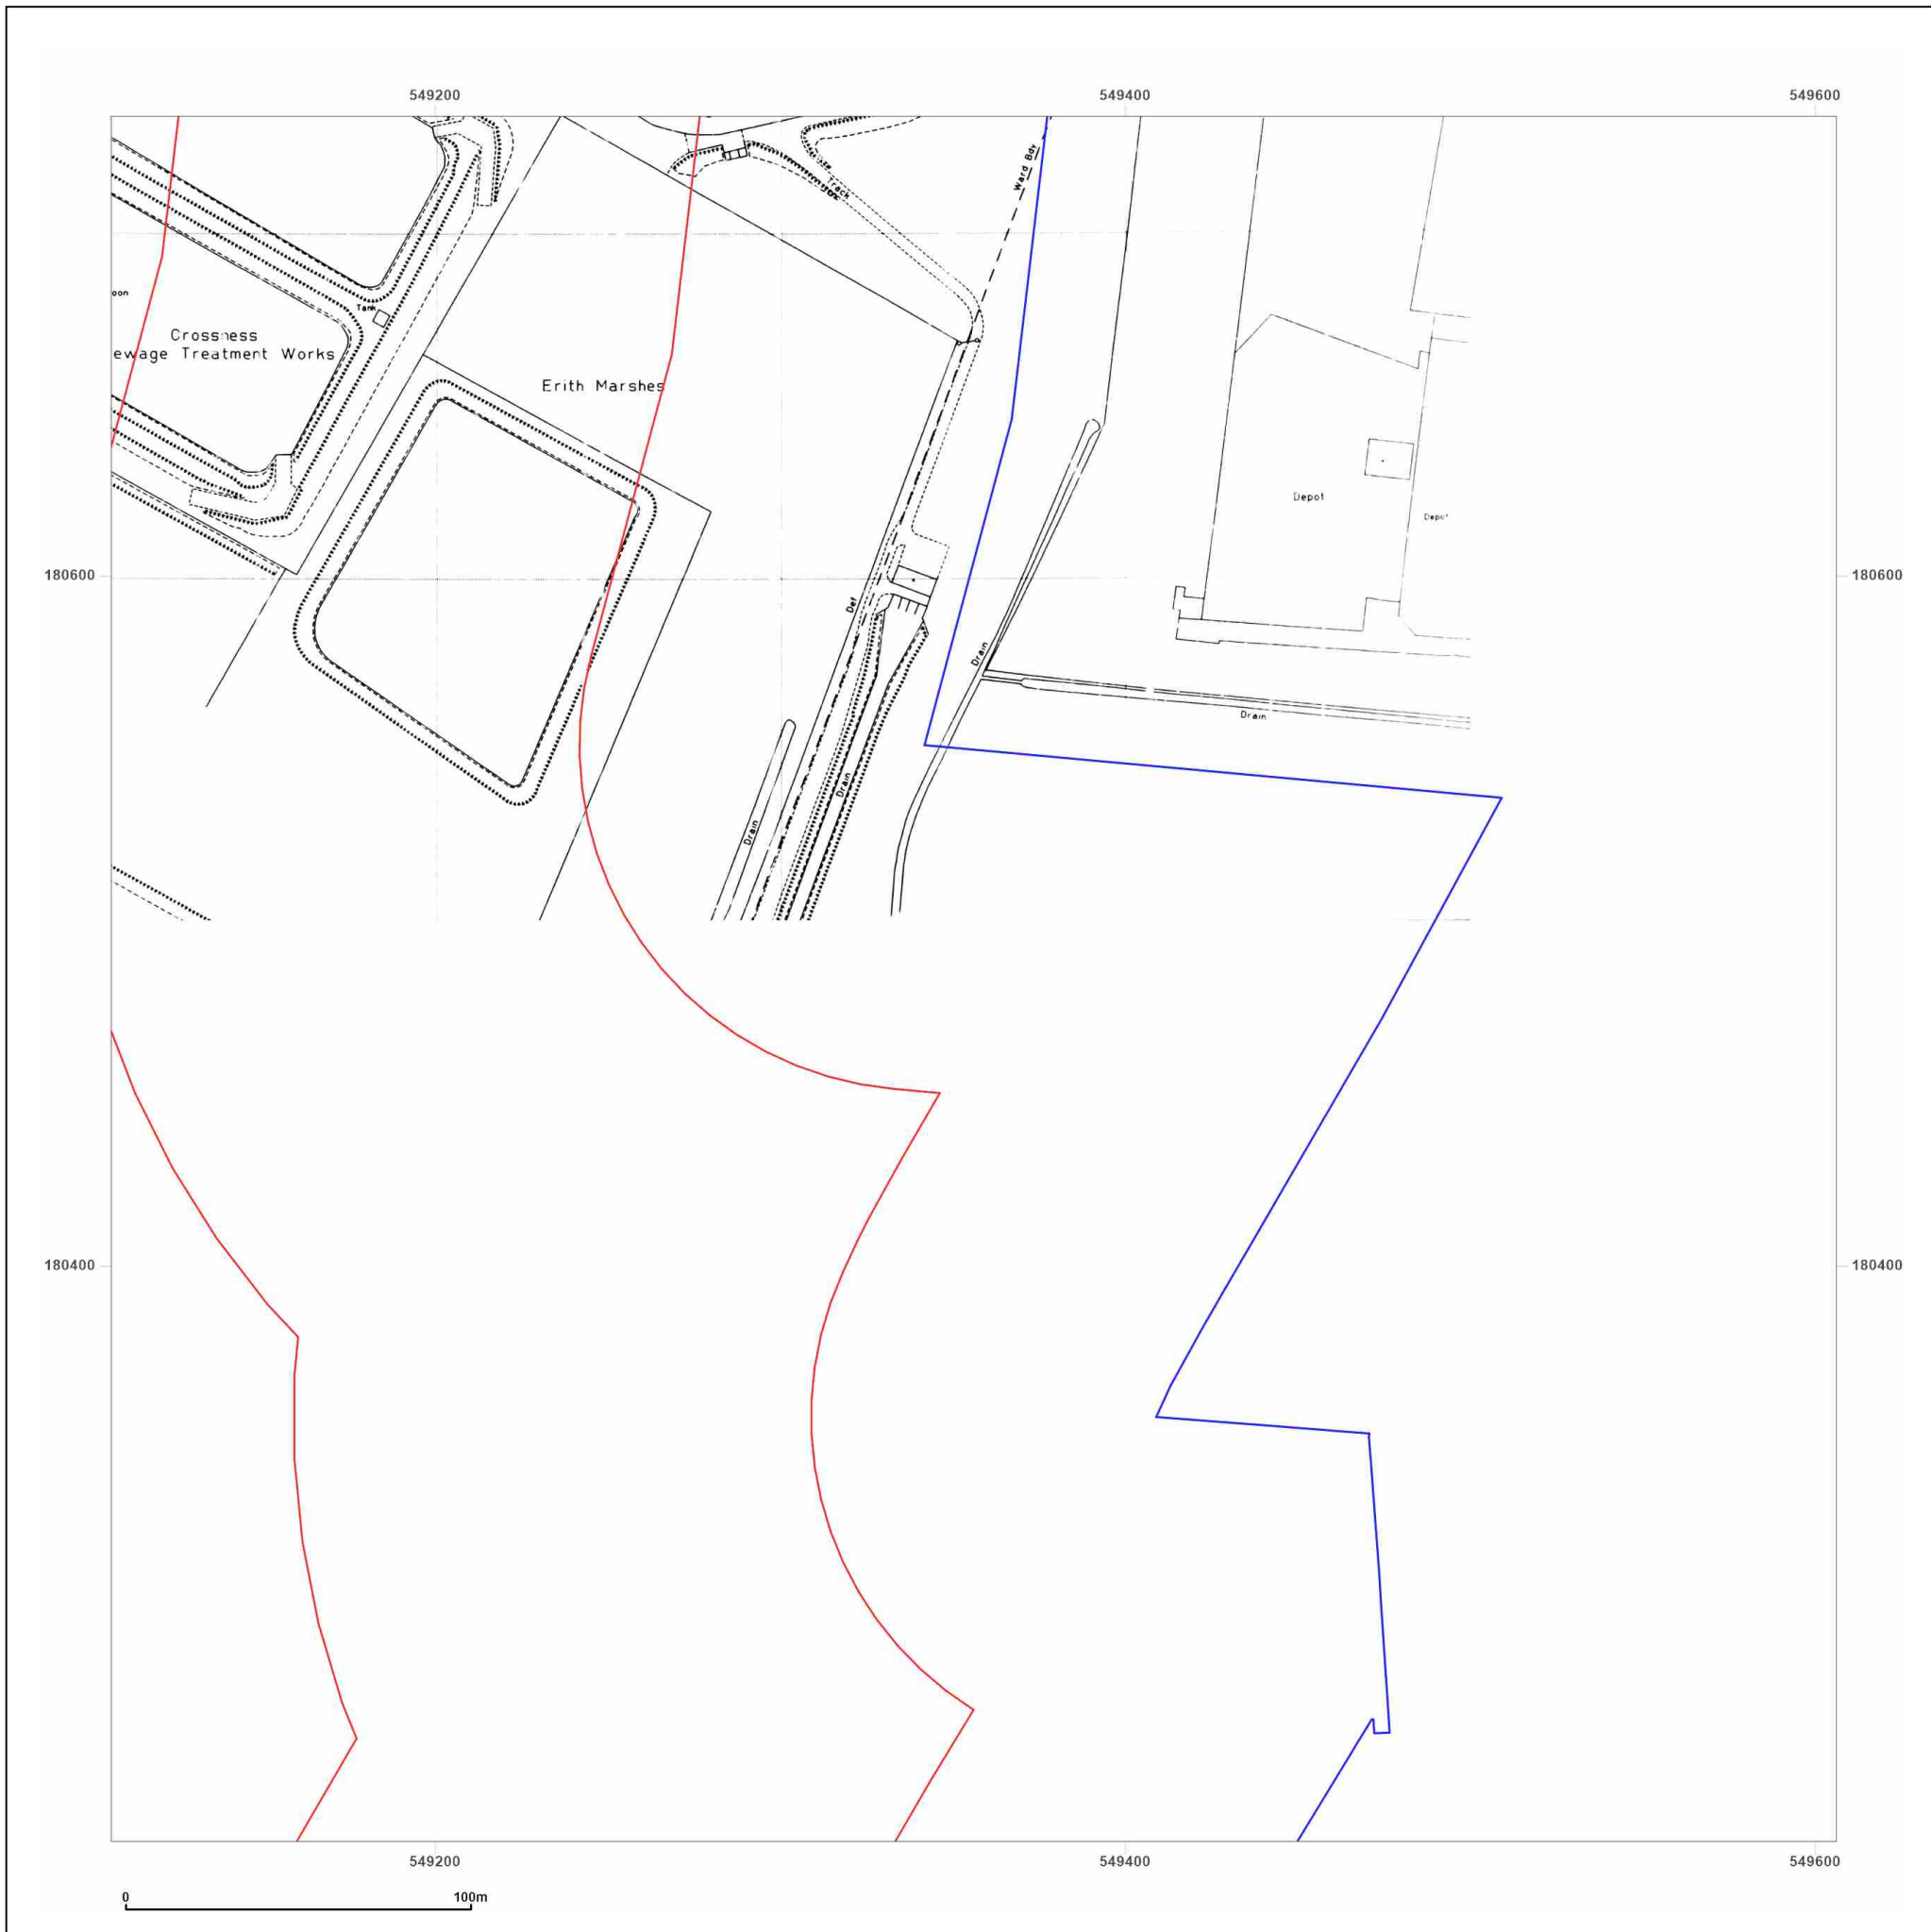 549200
549400
549600
Ward Bdy
Track
oon
Tank
Crossness
ewage Treatment Works
Erith Marshes
Depot
Depot
180600
180600
Def
Drain
Drain
Drain
Drain
180400
180400
549200
549400
549600
0
100m